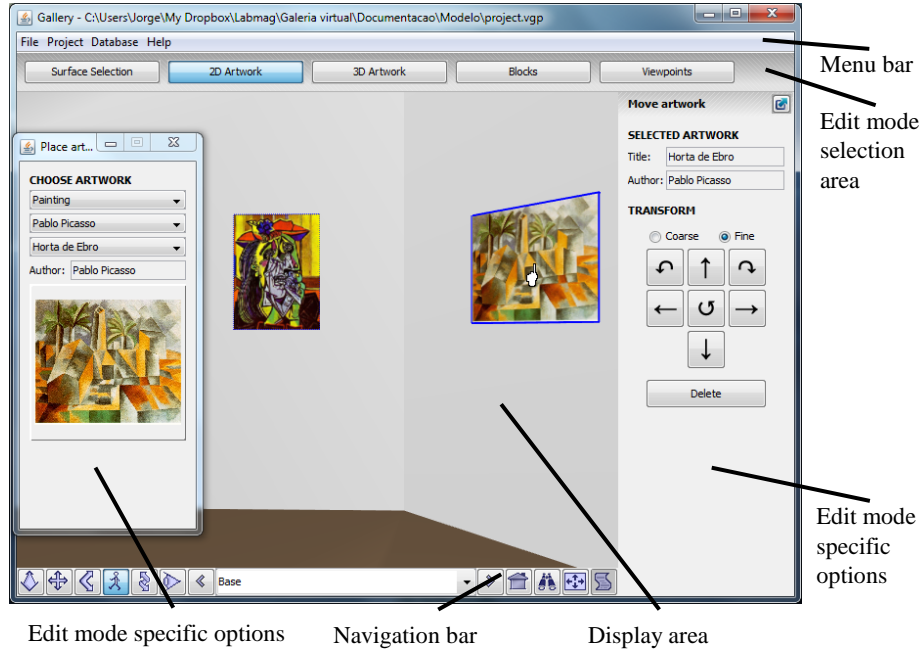 Gallery - C:\Users\Jorge\My Dropbox\Labmag\Galeria virtual\Documentacao\Modelo\project.vgp
File Project Database Help
Surface Selection 2D Artwork 3D Artwork Blocks Viewpoints
Menu bar
Edit mode
selection
area
Place art...
CHOOSE ARTWORK
Painting
Pablo Picasso
Horta de Ebro
Author: Pablo Picasso
Move artwork
SELECTED ARTWORK
Title: Horta de Ebro
Author: Pablo Picasso
TRANSFORM
Coarse Fine
Delete
Edit mode
specific
options
Base
Edit mode specific options
Navigation bar
Display area